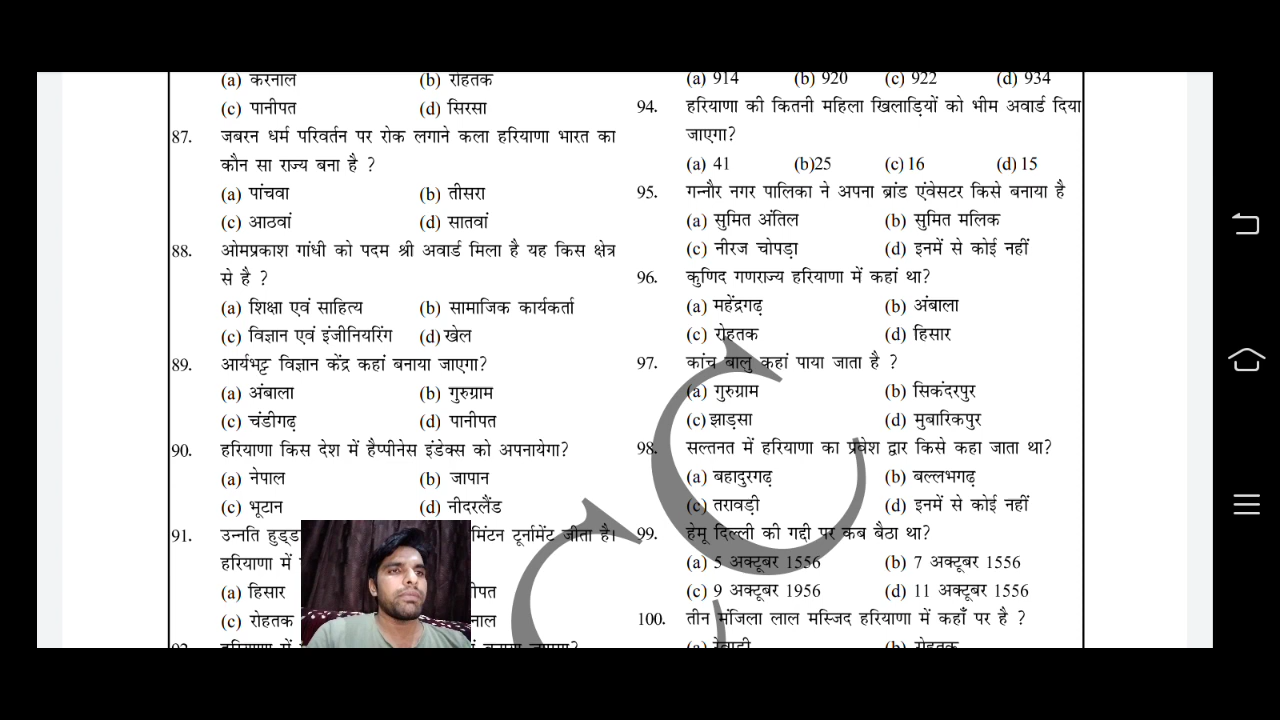 (a) करनाल (b) रोहतक
(c) पानीपत (d) सिरसा
87. जबरन धर्म परिवर्तन पर रोक लगाने कला हरियाणा भारत का
कौन सा राज्य बना है ?
(a) पांचवा (b) तीसरा
(c) आठवां (d) सातवां
88. ओमप्रकाश गांधी को पदम श्री अवार्ड मिला है यह किस क्षेत्र
से है ?
(a) शिक्षा एवं साहित्य (b) सामाजिक कार्यकर्ता
(c) विज्ञान एवं इंजीनियरिंग (d) खेल
89. आर्यभट्ट विज्ञान केंद्र कहां बनाया जाएगा?
(a) अंबाला (b) गुरुग्राम
(c) चंडीगढ़ (d) पानीपत
90. हरियाणा किस देश में हैप्पीनेस इंडेक्स को अपनायेगा?
(a) नेपाल (b) जापान
(c) भूटान (d) नीदरलैंड
91. उन्नति हुड्ड मिंटन टूर्नामेंट जीता है।
हरियाणा में
(a) हिसार
(c) रोहतक
(a) 914 (b) 920 (c) 922 (d) 934
94. हरियाणा की कितनी महिला खिलाड़ियों को भीम अवार्ड दिया
जाएगा?
(a) 41 (b)25 (c) 16 (d) 15
95. गन्नौर नगर पालिका ने अपना ब्रांड एंवेसटर किसे बनाया है
(a) सुमित अंतिल (b) सुमित मलिक
(c) नीरज चोपड़ा (d) इनमें से कोई नहीं
96. कुणिद गणराज्य हरियाणा में कहां था?
(a) महेंद्रगढ़ (b) अंबाला
(c) रोहतक (d) हिसार
97. कांच बालु कहां पाया जाता है ?
(a) गुरुग्राम (b) सिकंदरपुर
(c) झाड़सा (d) मुबारिकपुर
98. सल्तनत में हरियाणा का प्रवेश द्वार किसे कहा जाता था?
(a) बहादुरगढ़ (b) बल्लभगढ़
(c) तरावड़ी (d) इनमें से कोई नहीं
99. हेमू दिल्ली की गद्दी पर कब बैठा था?
(a) 5 अक्टूबर 1556 (b) 7 अक्टूबर 1556
(c) 9 अक्टूबर 1956 (d) 11 अक्टूबर 1556
100. तीन मंजिला लाल मस्जिद हरियाणा में कहाँ पर है ?
(a) रेवाड़ी (b) रोहतक
CC